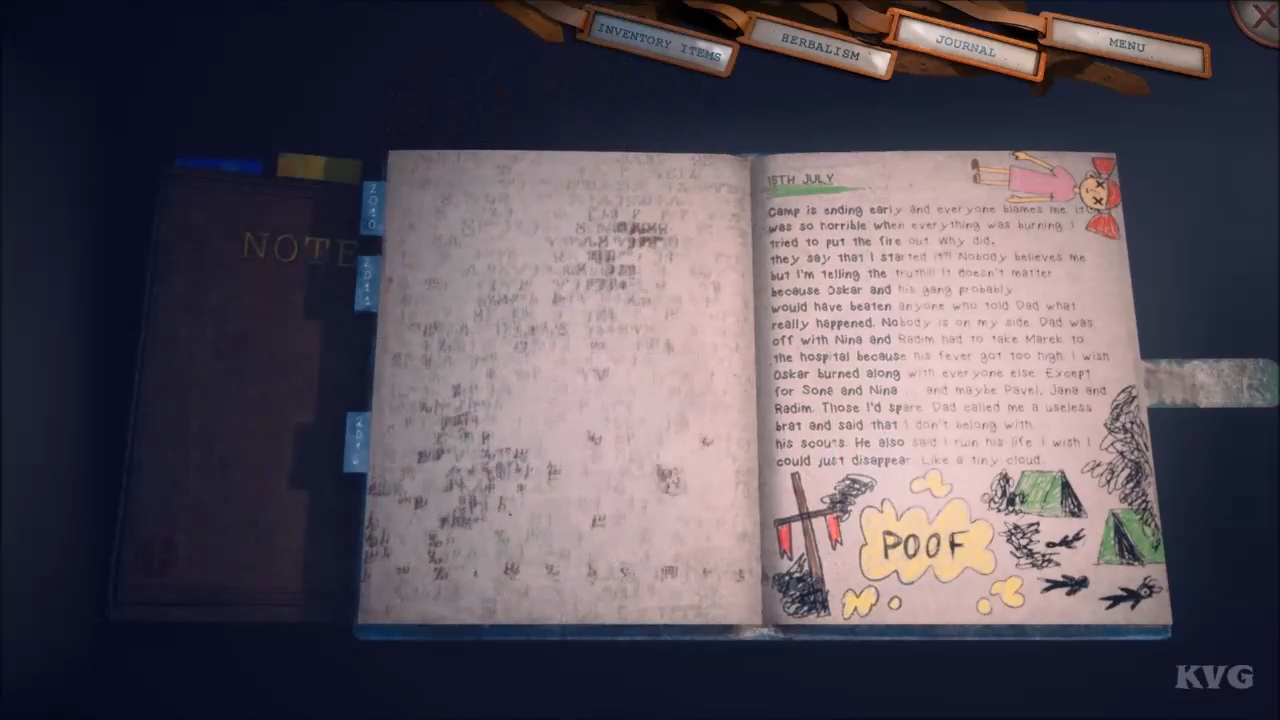 INVENTORY ITEMS
HERBALISM
JOURNAL
MENU
NOTE
2010
2011
15TH JULY
Camp is ending early and everyone blames me. It
was so horrible when everything was burning. I
tried to put the fire out. Why did,
they say that I started it?! Nobody believes me
but I'm telling the truth!!! It doesn't matter
because Oskar and his gang probably
would have beaten anyone who told Dad what
really happened. Nobody is on my side. Dad was
off with Nina and Radim had to take Marek to
the hospital because his fever got too high. I wish
Oskar burned along with everyone else. Except
for Sona and Nina ... and maybe Pavel, Jana and
Radim. Those I'd spare. Dad called me a useless
brat and said that I don't belong with
his scouts. He also said I ruin his life. I wish I
could just disappear. Like a tiny cloud.
POOF
KVG